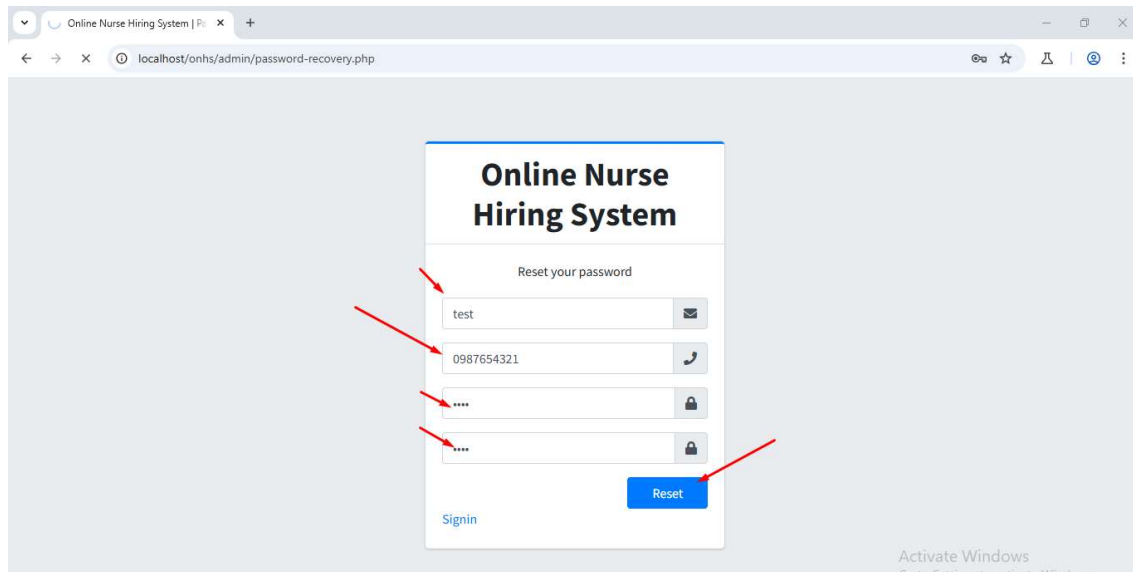 Online Nurse Hiring System | Pa
localhost/onhs/admin/password-recovery.php
Online Nurse
Hiring System
Reset your password
test
0987654321
••••
••••
Reset
Signin
Activate Windows